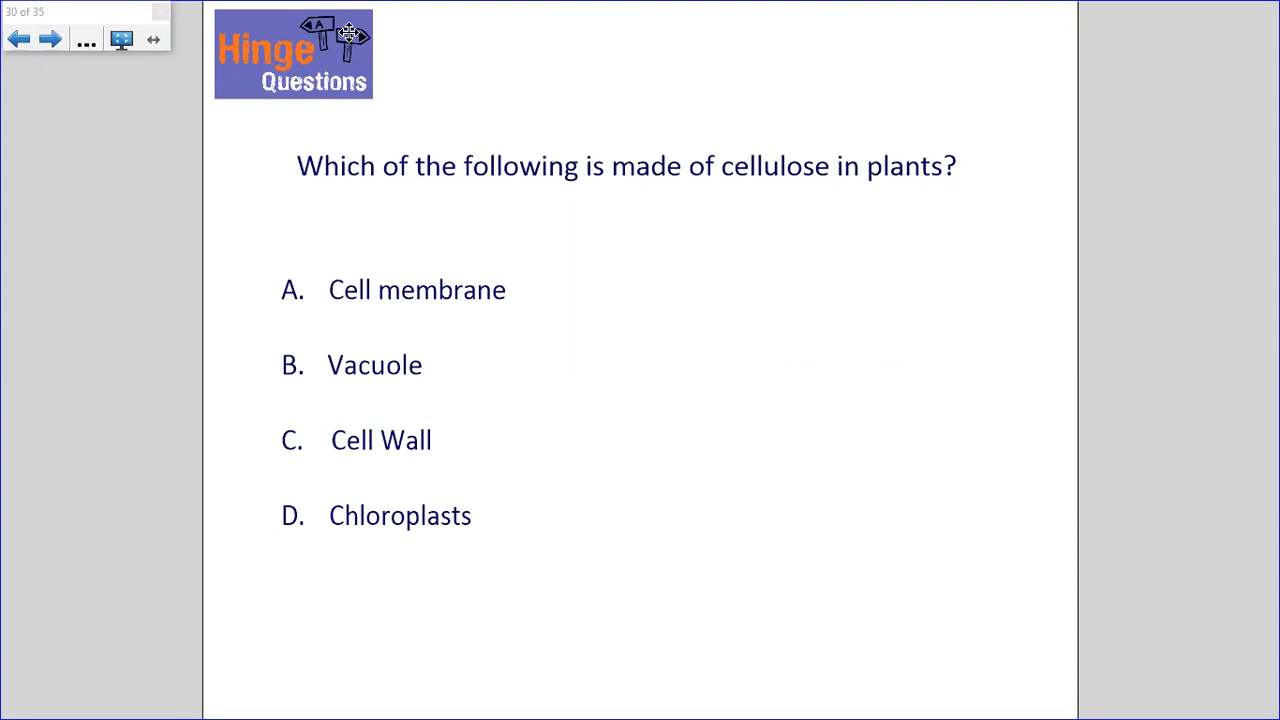 30 of 35
...
A
Hinge
Questions
Which of the following is made of cellulose in plants?
A. Cell membrane
B. Vacuole
C. Cell Wall
D. Chloroplasts